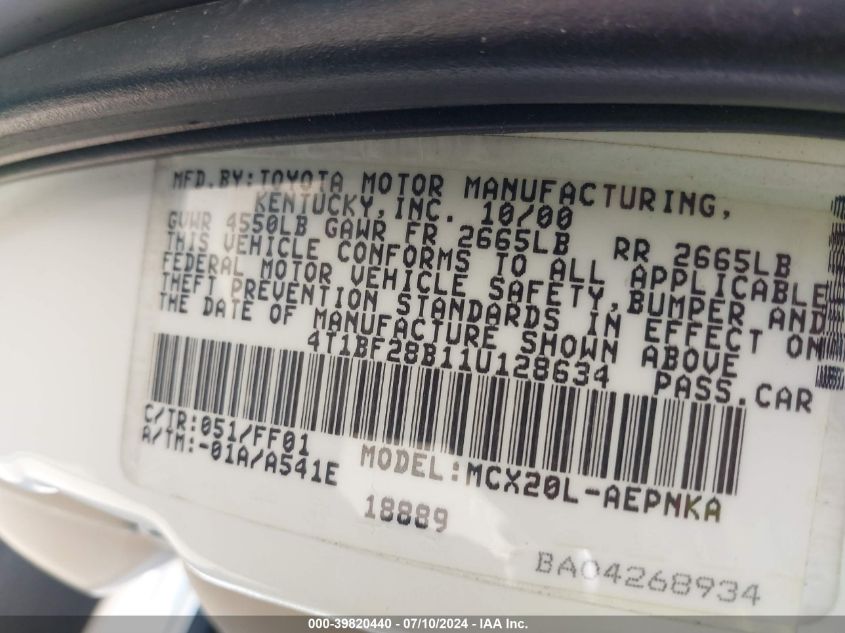 MFD.BY:TOYOTA MOTOR MANUFACTURING,
KENTUCKY,INC. 10/00
GVWR 4550LB GAWR FR 2665LB RR 2665LB
THIS VEHICLE CONFORMS TO ALL APPLICABLE
FEDERAL MOTOR VEHICLE SAFETY,BUMPER AND
THEFT PREVENTION STANDARDS IN EFFECT ON
THE DATE OF MANUFACTURE SHOWN ABOVE
4T1BF28B11U128634 PASS.CAR
C/TR:051/FF01
A/TM:-01A/A541E MODEL:MCX20L-AEPNKA
18889
BA04268934
000-39820440 - 07/10/2024 - IAA Inc.